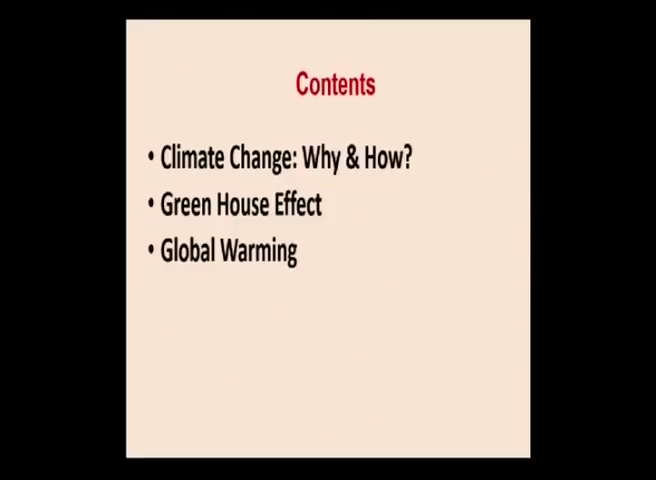 Contents
• Climate Change: Why & How?
• Green House Effect
• Global Warming